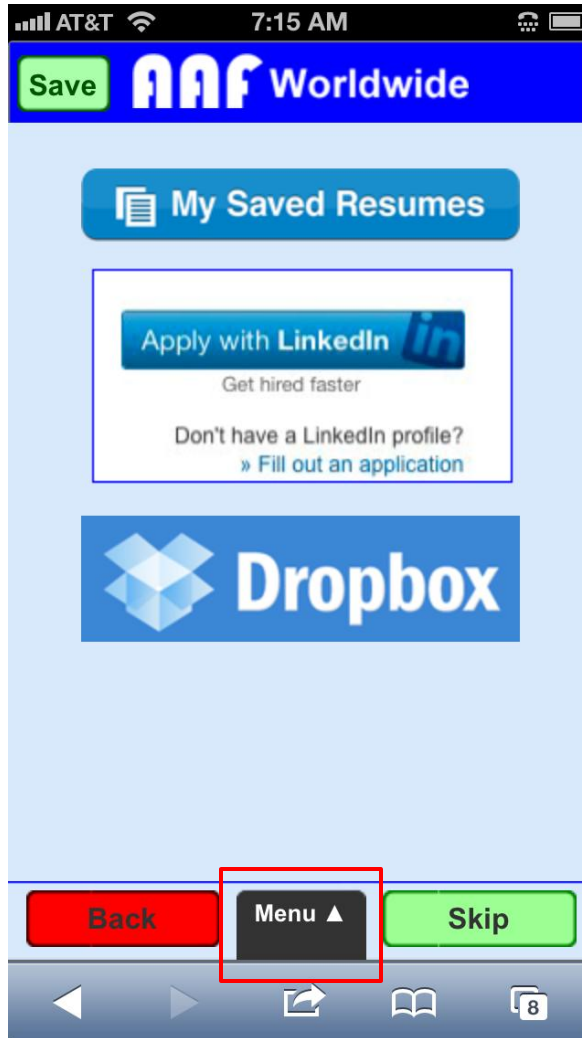 AT&T 7:15 AM
Save AAF Worldwide
My Saved Resumes
Apply with LinkedIn in
Get hired faster
Don't have a LinkedIn profile?
» Fill out an application
Dropbox
Back Menu ▲ Skip
8